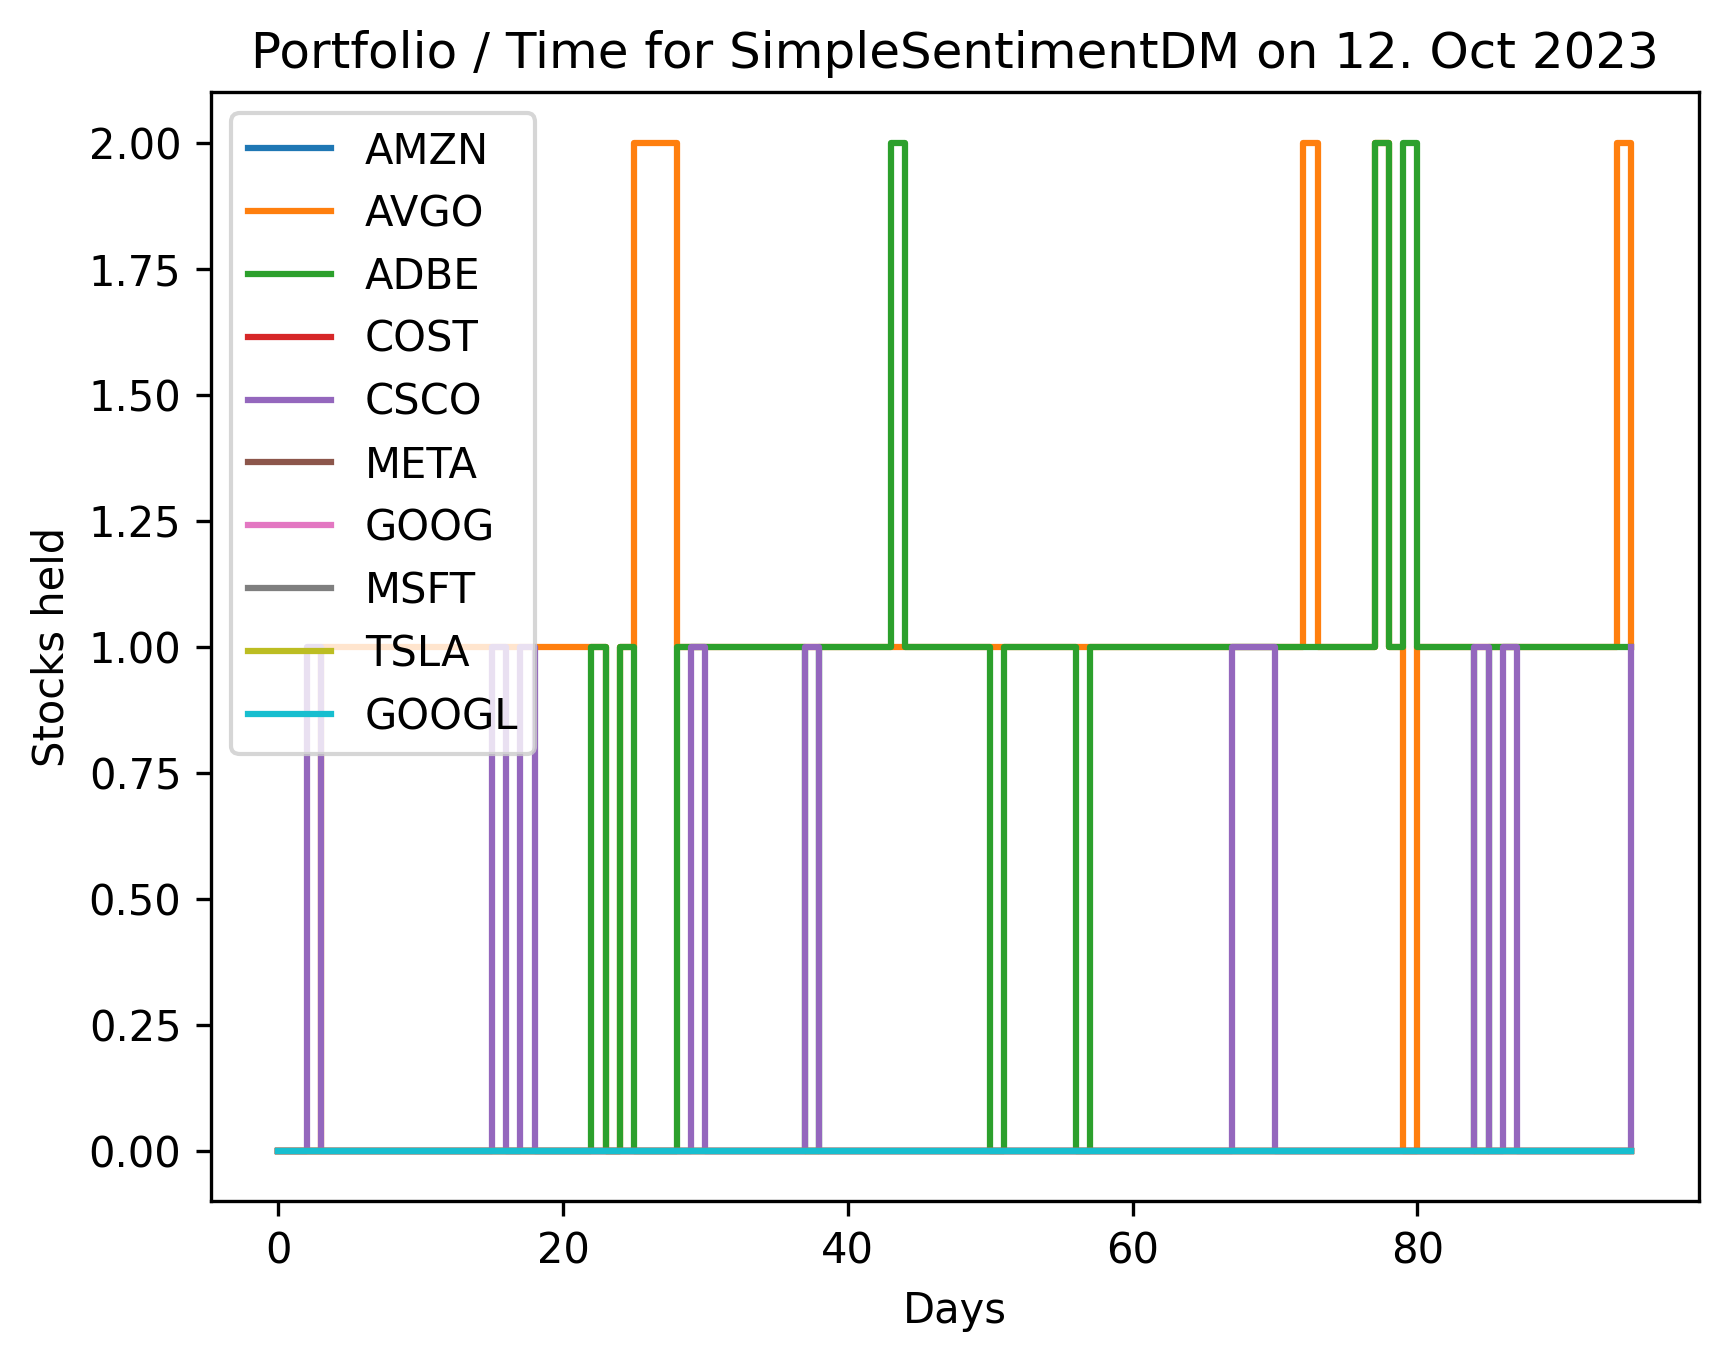 Portfolio / Time for SimpleSentimentDM on 12. Oct 2023
AMZN
AVGO
ADBE
COST
CSCO
META
GOOG
MSFT
TSLA
GOOGL
2.00
1.75
1.50
1.25
1.00
0.75
0.50
0.25
0.00
Stocks held
0 20 40 60 80
Days